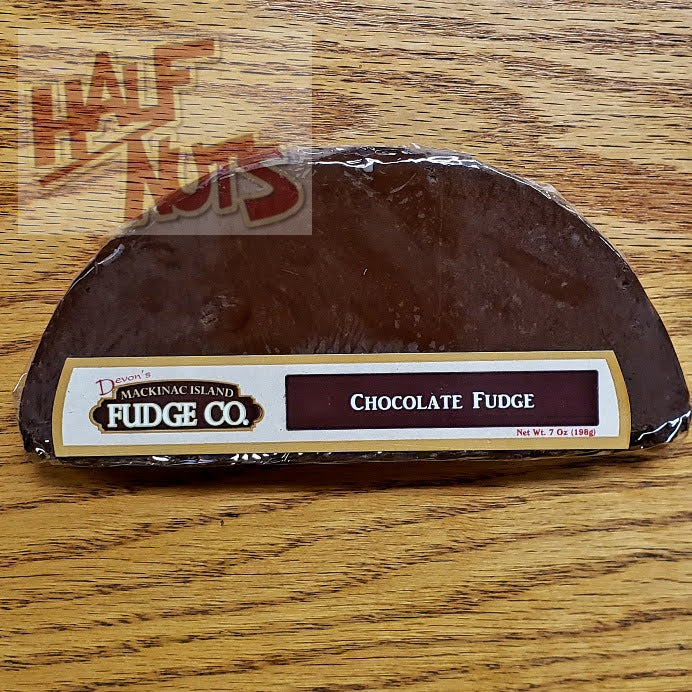 HALF
NUTS
Devon's
MACKINAC ISLAND
FUDGE CO.
CHOCOLATE FUDGE
Net Wt. 7 Oz (198g)